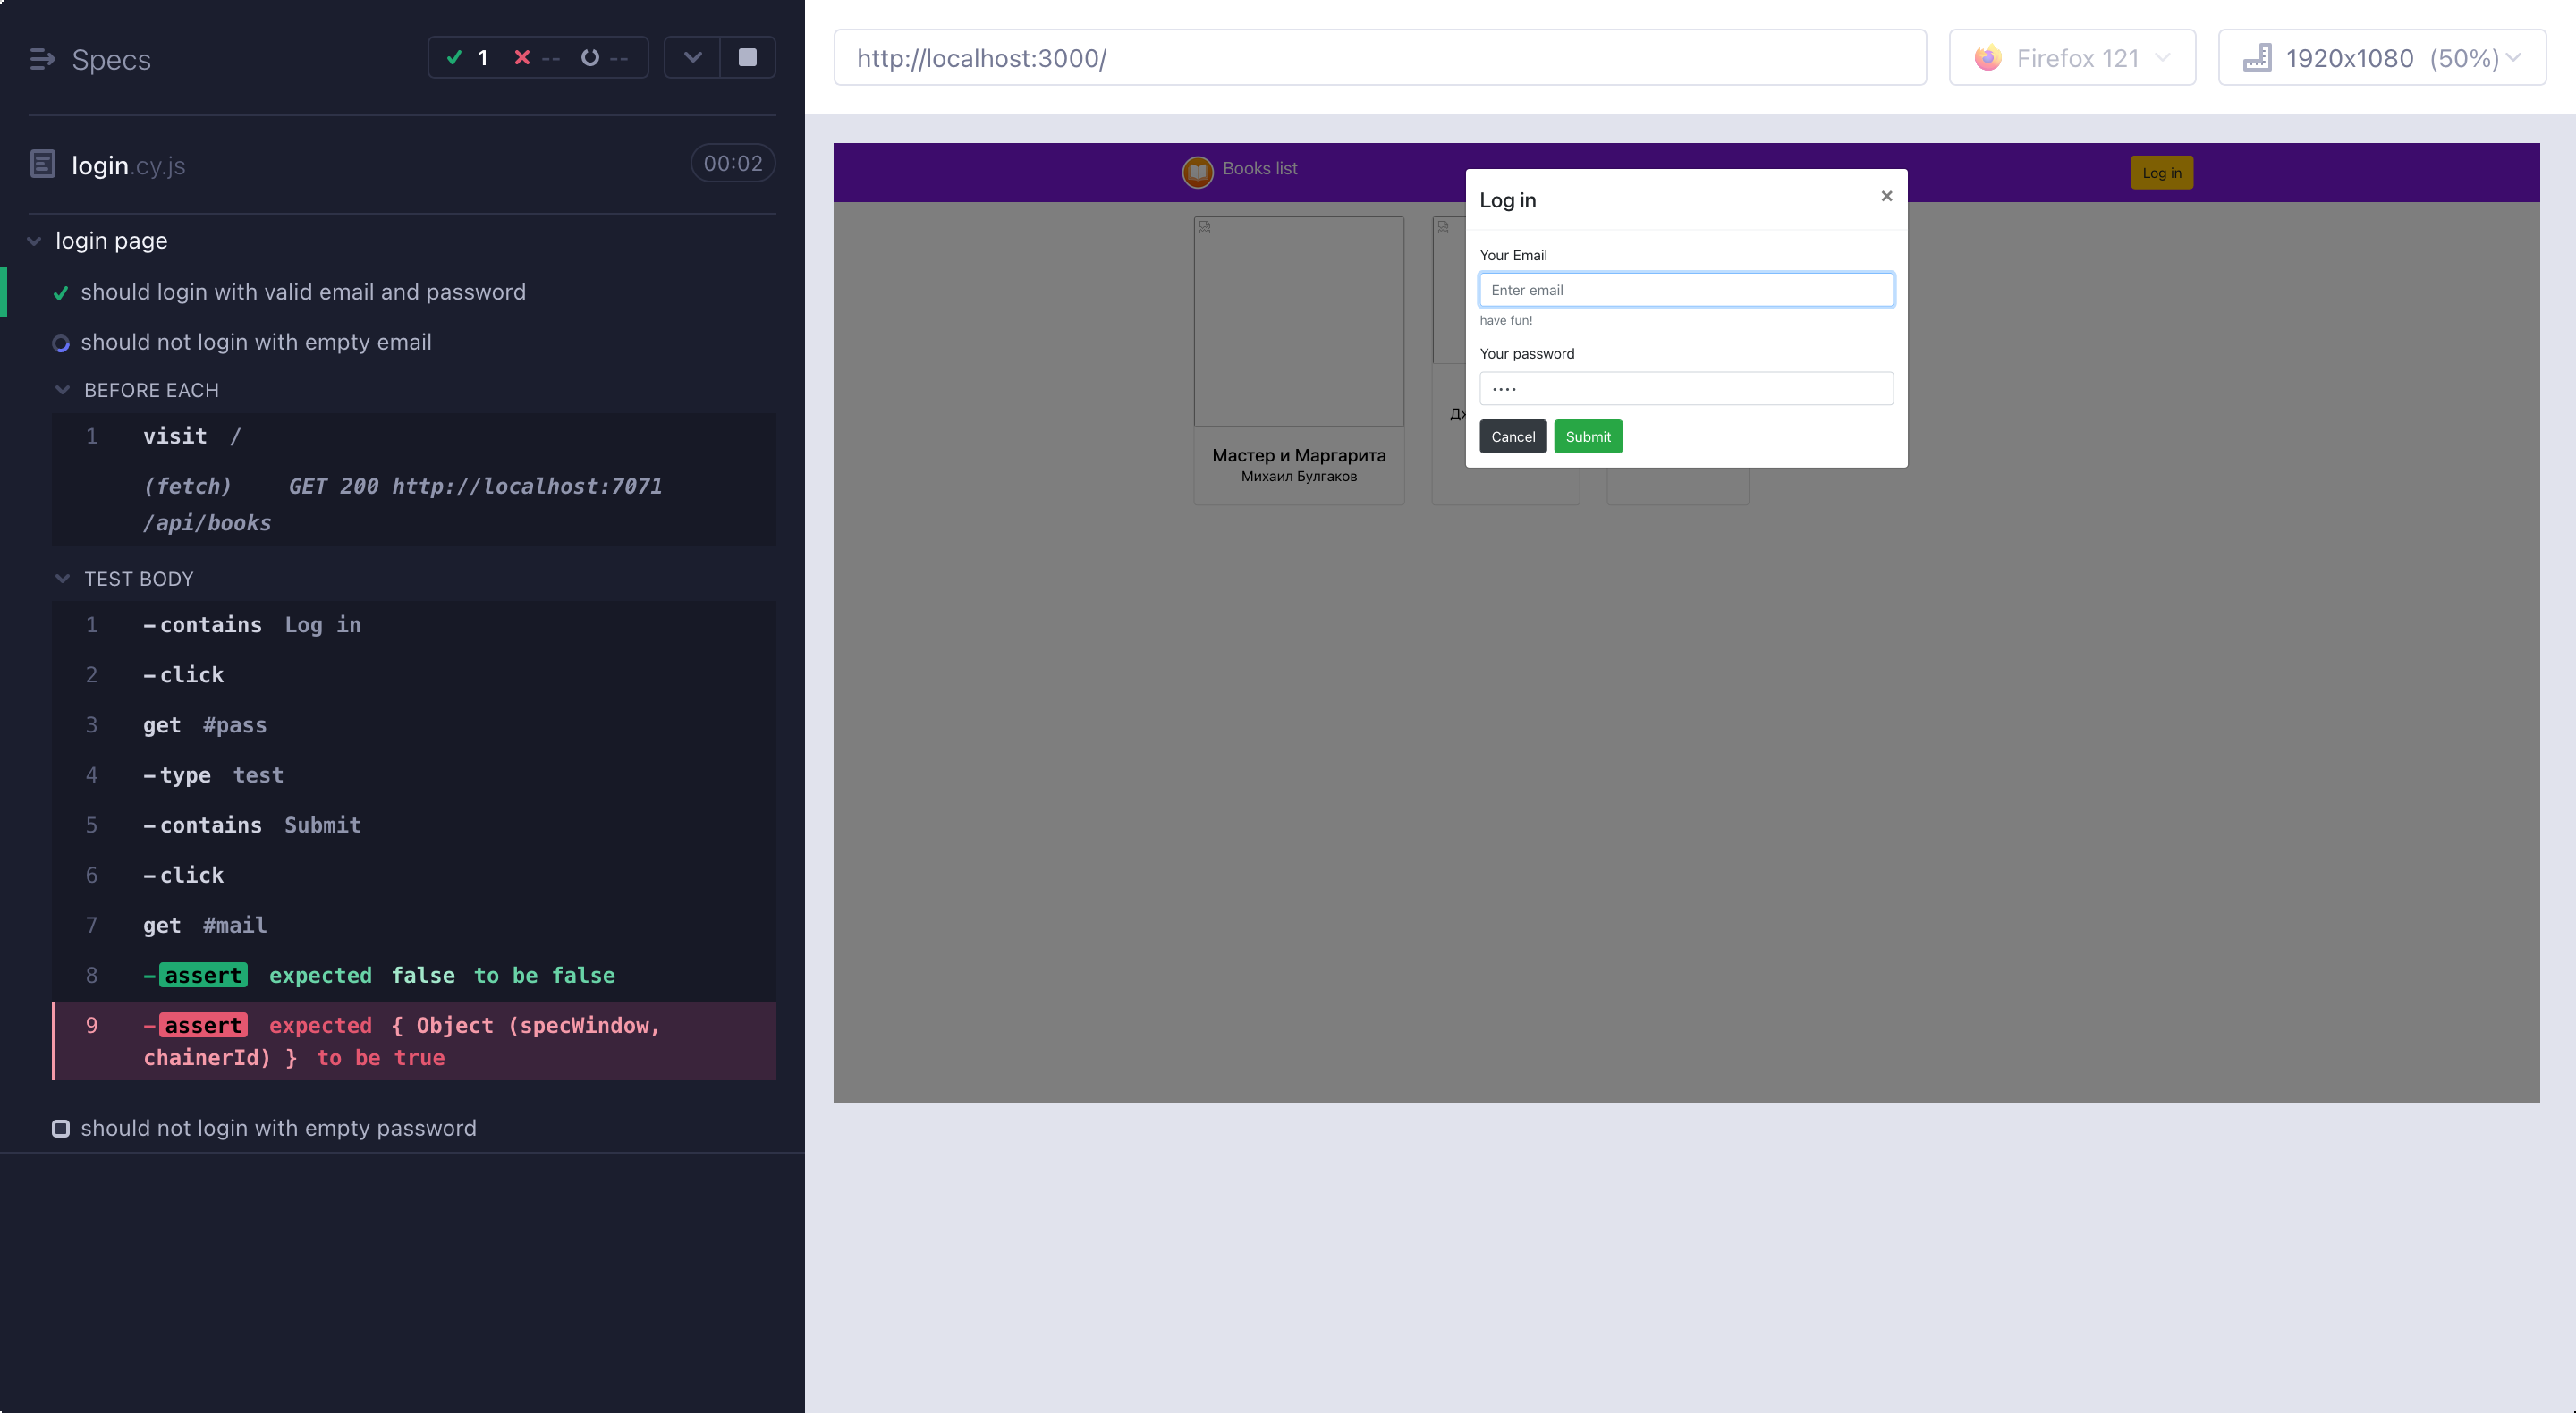 Specs
1 -- --
login.cy.js
00:02
login page
should login with valid email and password
should not login with empty email
BEFORE EACH
1 visit /
(fetch) GET 200 http://localhost:7071
/api/books
TEST BODY
1 -contains Log in
2 -click
3 get #pass
4 -type test
5 -contains Submit
6 -click
7 get #mail
8 -assert expected false to be false
9 -assert expected { Object (specWindow,
chainerId) } to be true
should not login with empty password
http://localhost:3000/
Firefox 121
1920x1080 (50%)
Books list
Log in
Log in
×
Your Email
Enter email
have fun!
Your password
····
Cancel
Submit
Мастер и Маргарита
Михаил Булгаков